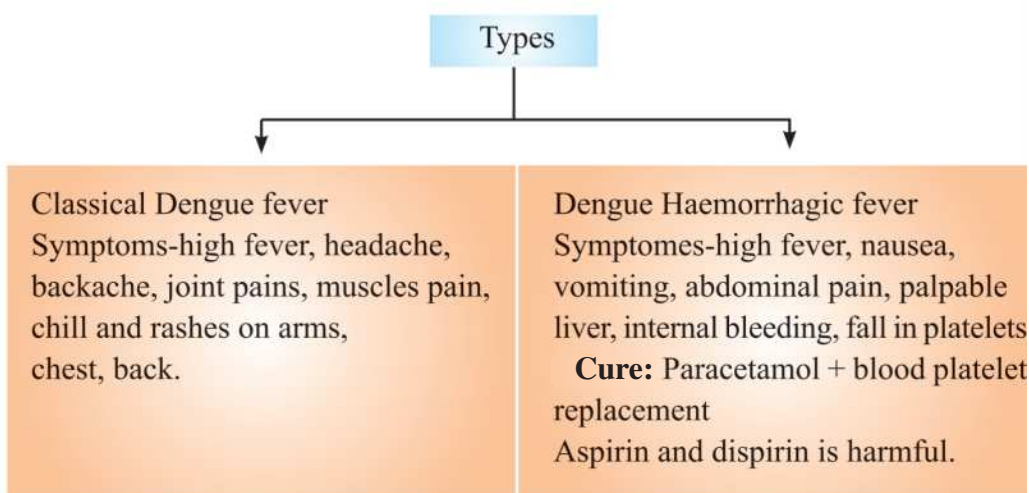 Types
Classical Dengue fever
Symptoms-high fever, headache,
backache, joint pains, muscles pain,
chill and rashes on arms,
chest, back.
Dengue Haemorrhagic fever
Symptomes-high fever, nausea,
vomiting, abdominal pain, palpable
liver, internal bleeding, fall in platelets
Cure: Paracetamol + blood platelet
replacement
Aspirin and dispirin is harmful.